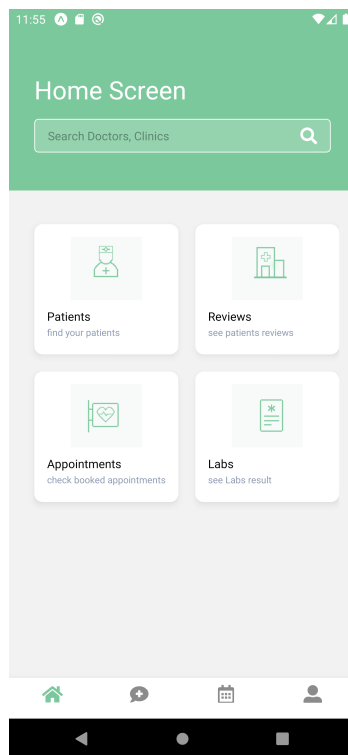 11:55
Home Screen
Search Doctors, Clinics
Patients
find your patients
Reviews
see patients reviews
Appointments
check booked appointments
Labs
see Labs result